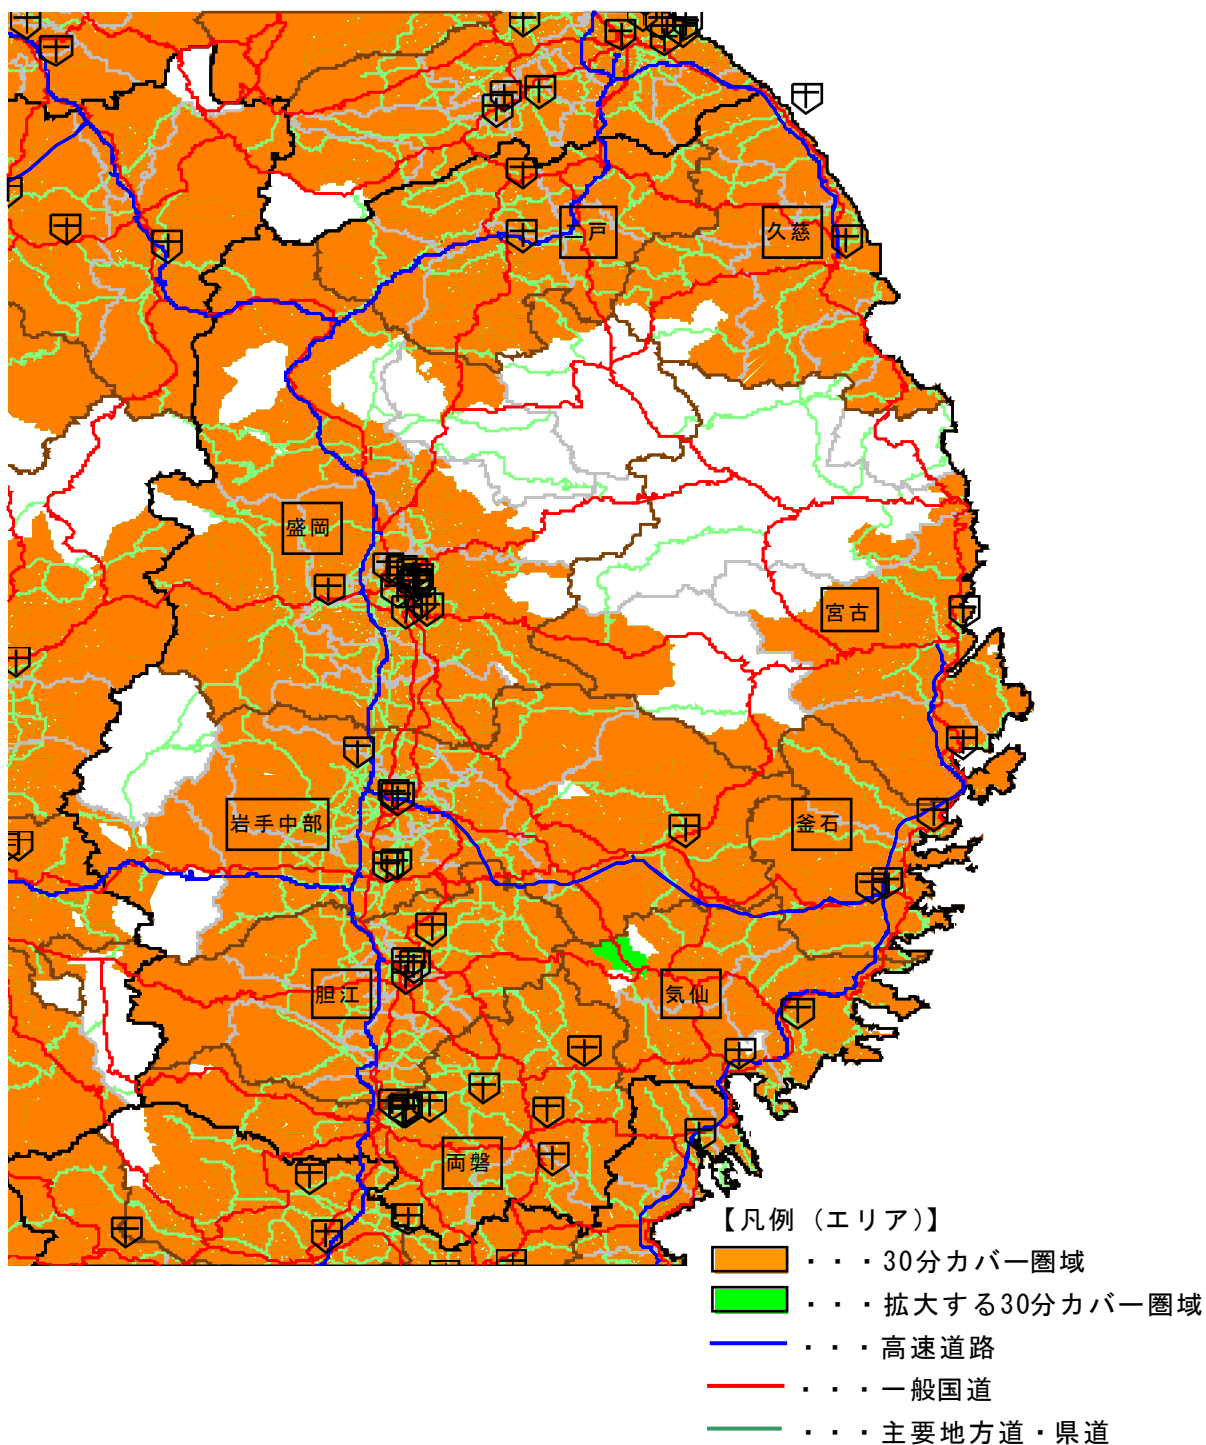 二戸
久慈
盛岡
宮古
岩手中部
釜石
胆江
気仙
両磐
【凡例（エリア）】
・・・30分カバー圏域
・・・拡大する30分カバー圏域
・・・高速道路
・・・一般国道
・・・主要地方道・県道